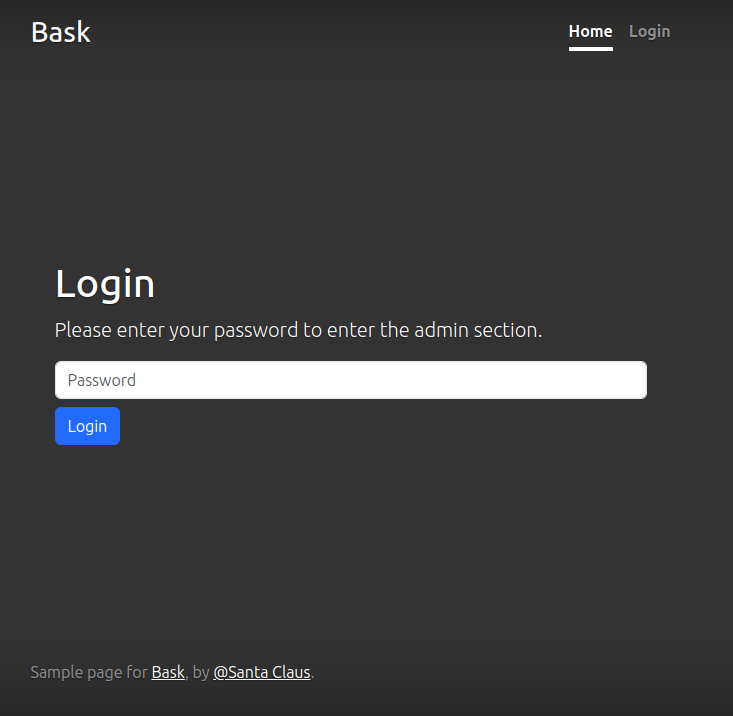 Bask Home Login
Login
Please enter your password to enter the admin section.
Password
Login
Sample page for Bask, by @Santa Claus.